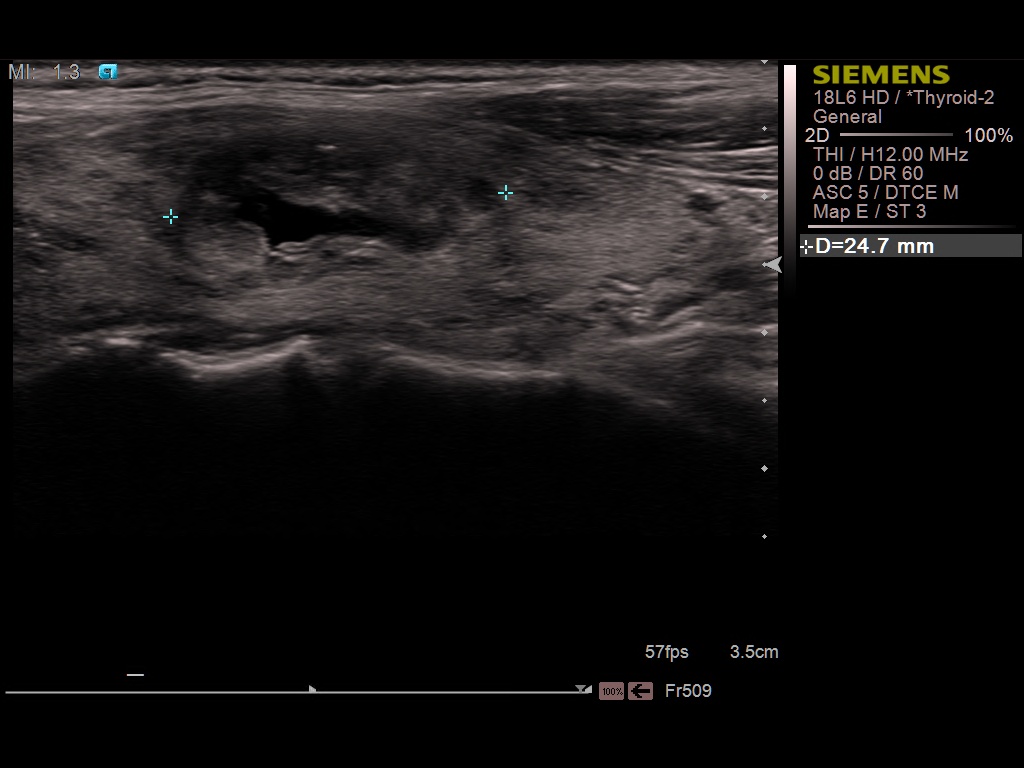 MI: 1.3
SIEMENS
18L6 HD / *Thyroid-2
General
2D 100%
THI / H12.00 MHz
0 dB / DR 60
ASC 5 / DTCE M
Map E / ST 3
D=24.7 mm
57fps 3.5cm
100% Fr509